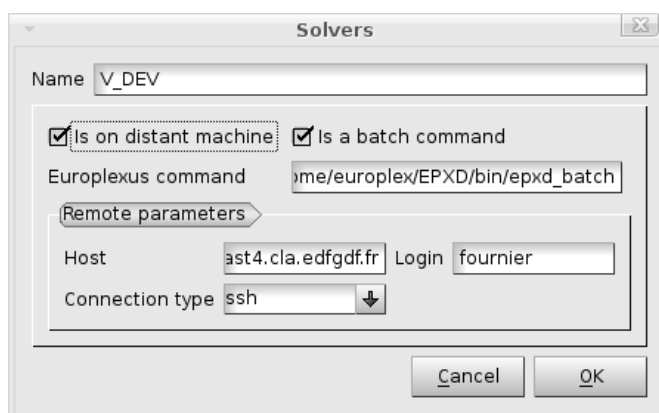 Solvers
Name V_DEV
Is on distant machine Is a batch command
Europlexus command ome/europlex/EPXD/bin/epxd_batch
Remote parameters
Host ast4.cla.edfgdf.fr Login fournier
Connection type ssh
Cancel OK